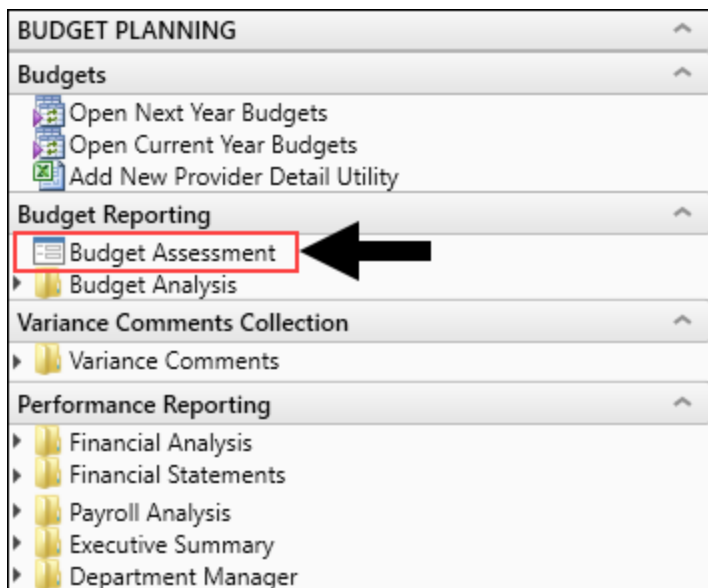 BUDGET PLANNING
Budgets
Open Next Year Budgets
Open Current Year Budgets
Add New Provider Detail Utility
Budget Reporting
Budget Assessment
Budget Analysis
Variance Comments Collection
Variance Comments
Performance Reporting
Financial Analysis
Financial Statements
Payroll Analysis
Executive Summary
Department Manager